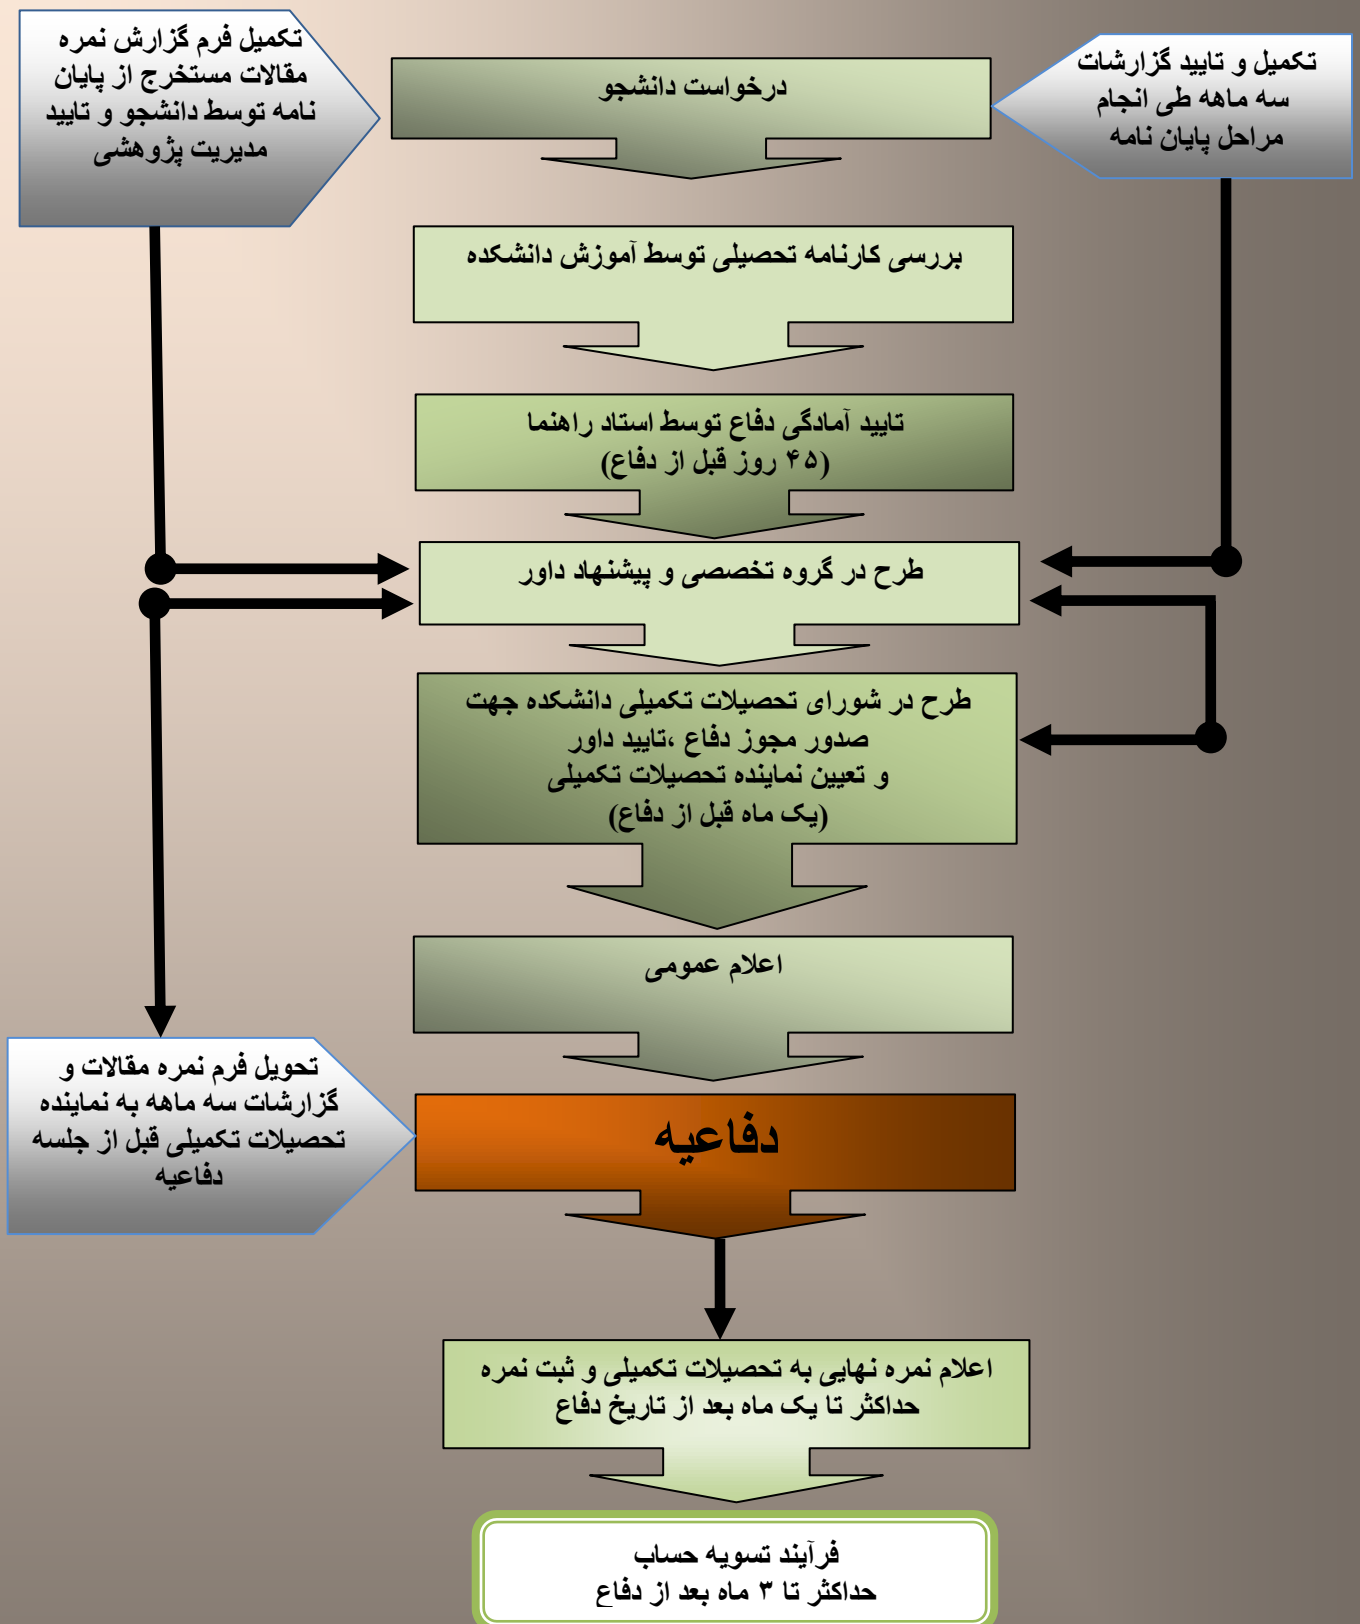 تکمیل و تایید گزارشات
سه ماهه طی انجام
مراحل پایان نامه
درخواست دانشجو
تکمیل فرم گزارش نمره
مقالات مستخرج از پایان
نامه توسط دانشجو و تایید
مدیریت پژوهشی
بررسی کارنامه تحصیلی توسط آموزش دانشکده
تایید آمادگی دفاع توسط استاد راهنما
(۴۵ روز قبل از دفاع)
طرح در گروه تخصصی و پیشنهاد داور
طرح در شورای تحصیلات تکمیلی دانشکده جهت
صدور مجوز دفاع ،تایید داور
و تعیین نماینده تحصیلات تکمیلی
(یک ماه قبل از دفاع)
اعلام عمومی
تحویل فرم نمره مقالات و
گزارشات سه ماهه به نماینده
تحصیلات تکمیلی قبل از جلسه
دفاعیه
دفاعیه
اعلام نمره نهایی به تحصیلات تکمیلی و ثبت نمره
حداکثر تا یک ماه بعد از تاریخ دفاع
فرآیند تسویه حساب
حداکثر تا ۳ ماه بعد از دفاع